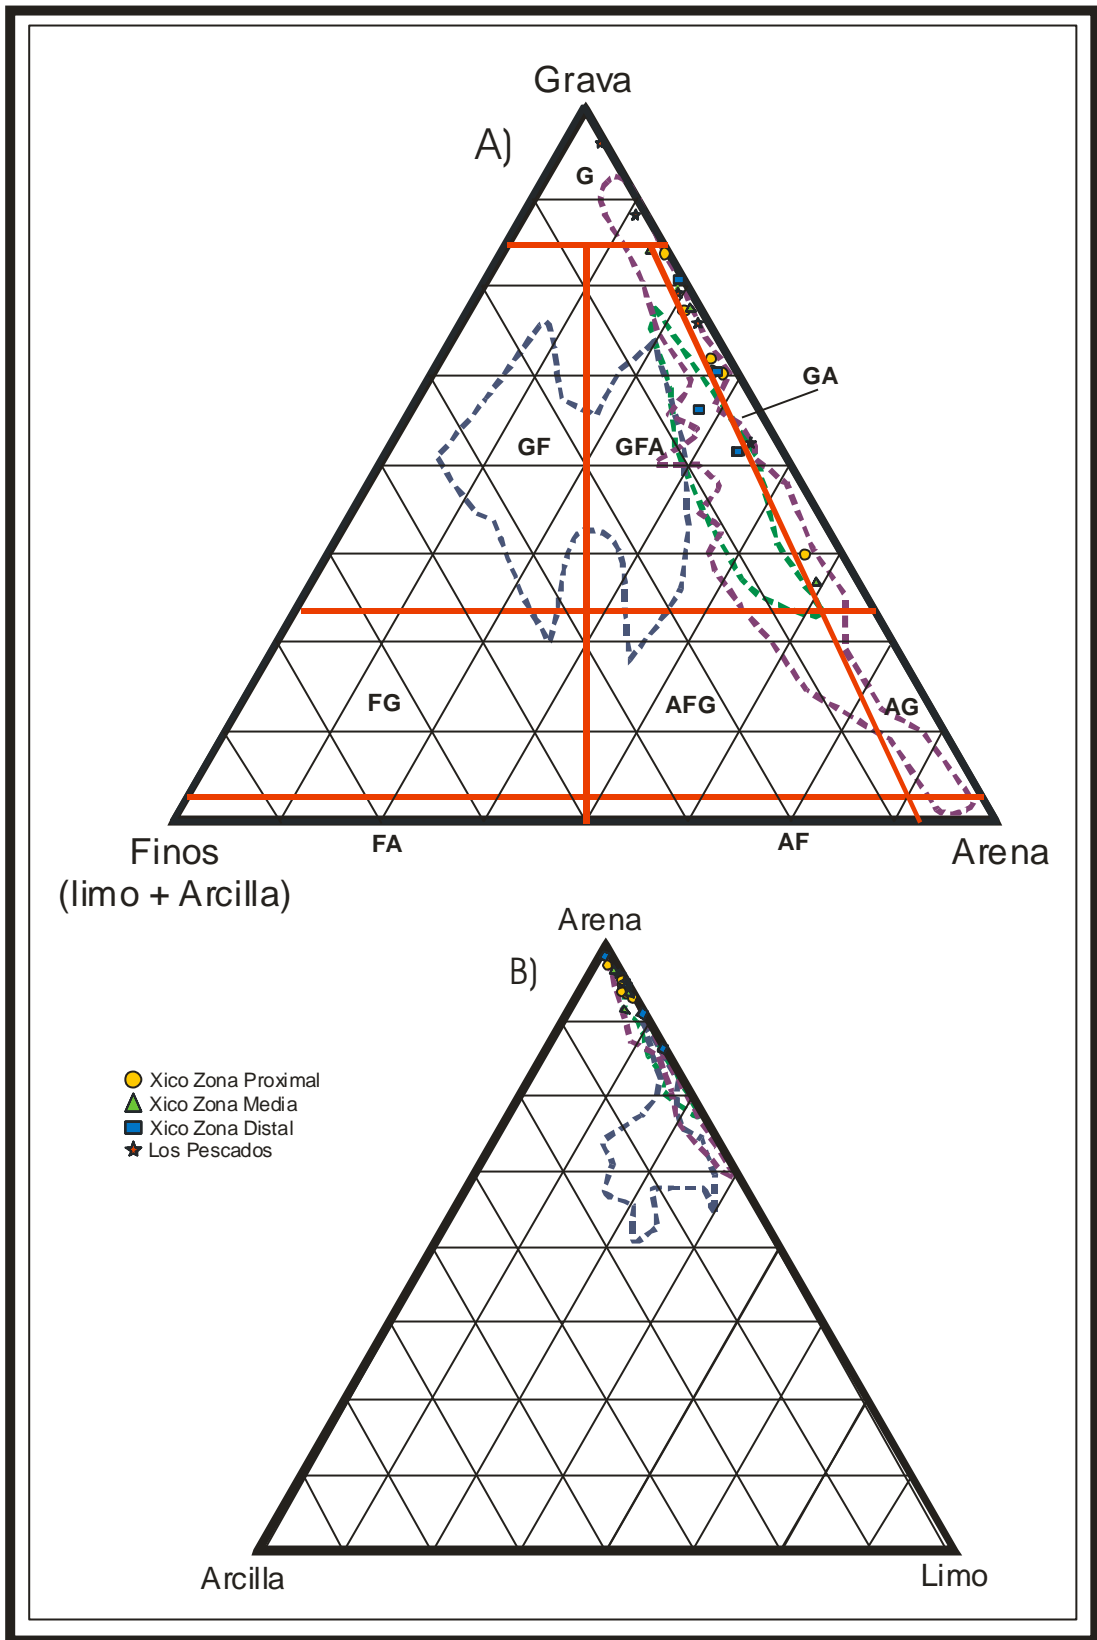 Grava
A)
G
GA
GF
GFA
FG
AFG
AG
FA
AF
Finos
(limo + Arcilla)
Arena
Arena
B)
Xico Zona Proximal
Xico Zona Media
Xico Zona Distal
Los Pescados
Arcilla
Limo